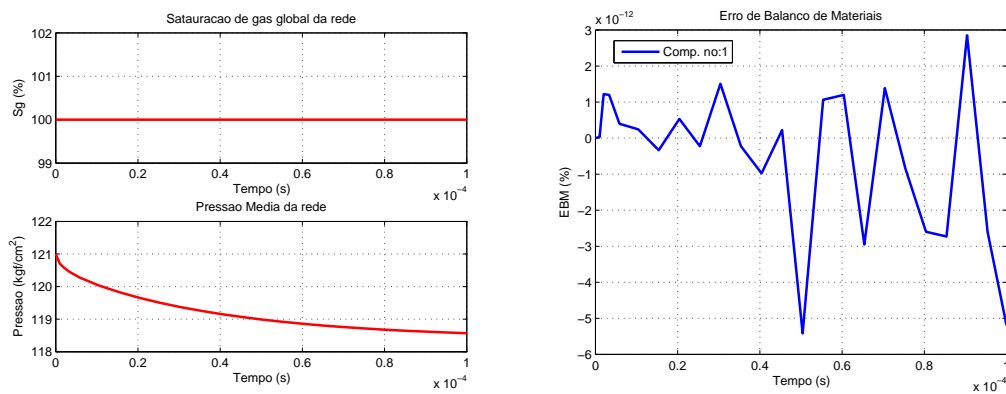 Satauracao de gas global da rede
102
101
100
99
Sg (%)
0
0.2
0.4
0.6
0.8
1
Tempo (s)
x 10⁻⁴
Pressao Media da rede
122
121
120
119
118
Pressao (kgf/cm²)
0
0.2
0.4
0.6
0.8
1
Tempo (s)
x 10⁻⁴
x 10⁻¹²
Erro de Balanco de Materiais
Comp. no:1
3
2
1
0
−1
−2
−3
−4
−5
−6
EBM (%)
0
0.2
0.4
0.6
0.8
1
Tempo (s)
x 10⁻⁴